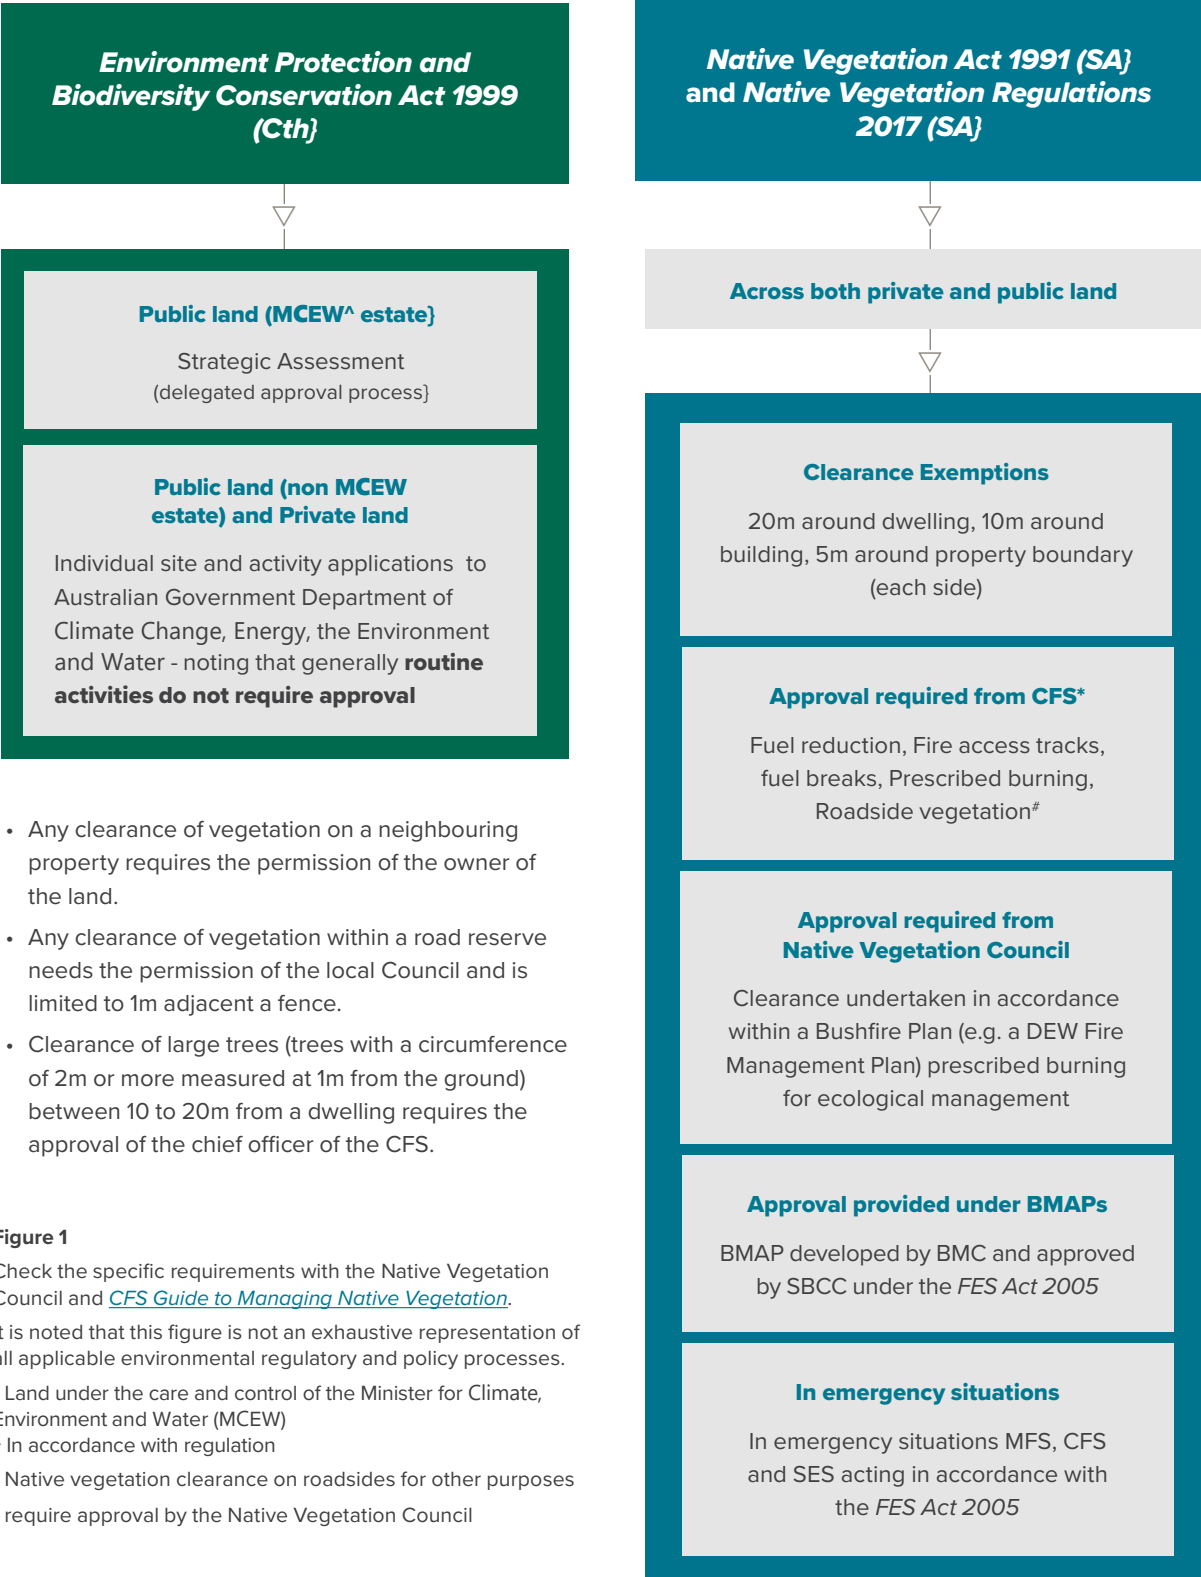 Environment Protection and
Biodiversity Conservation Act 1999
(Cth}
Public land (MCEW^ estate}
Strategic Assessment
(delegated approval process}
Public land (non MCEW
estate) and Private land
Individual site and activity applications to
Australian Government Department of
Climate Change, Energy, the Environment
and Water - noting that generally routine
activities do not require approval
• Any clearance of vegetation on a neighbouring
property requires the permission of the owner of
the land.
• Any clearance of vegetation within a road reserve
needs the permission of the local Council and is
limited to 1m adjacent a fence.
• Clearance of large trees (trees with a circumference
of 2m or more measured at 1m from the ground)
between 10 to 20m from a dwelling requires the
approval of the chief officer of the CFS.
Figure 1
Check the specific requirements with the Native Vegetation
Council and CFS Guide to Managing Native Vegetation.
It is noted that this figure is not an exhaustive representation of
all applicable environmental regulatory and policy processes.
Land under the care and control of the Minister for Climate,
Environment and Water (MCEW)
In accordance with regulation
Native vegetation clearance on roadsides for other purposes
require approval by the Native Vegetation Council
Native Vegetation Act 1991 (SA}
and Native Vegetation Regulations
2017 (SA}
Across both private and public land
Clearance Exemptions
20m around dwelling, 10m around
building, 5m around property boundary
(each side)
Approval required from CFS*
Fuel reduction, Fire access tracks,
fuel breaks, Prescribed burning,
Roadside vegetation#
Approval required from
Native Vegetation Council
Clearance undertaken in accordance
within a Bushfire Plan (e.g. a DEW Fire
Management Plan) prescribed burning
for ecological management
Approval provided under BMAPs
BMAP developed by BMC and approved
by SBCC under the FES Act 2005
In emergency situations
In emergency situations MFS, CFS
and SES acting in accordance with
the FES Act 2005